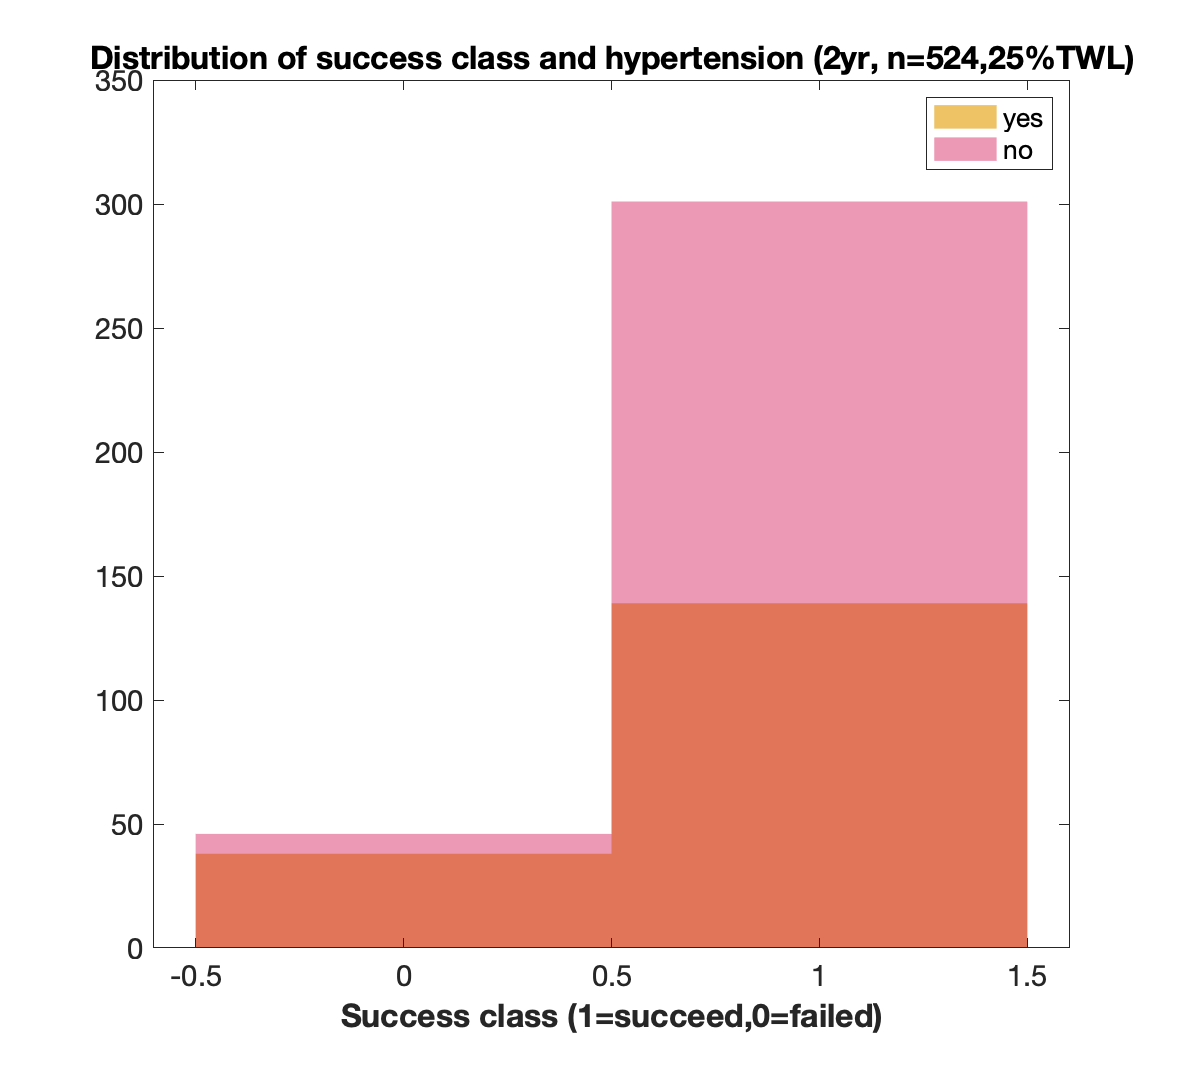 Distribution of success class and hypertension (2yr, n=524,25%TWL)
350
300
250
200
150
100
50
0
yes
no
-0.5 0 0.5 1 1.5
Success class (1=succeed,0=failed)